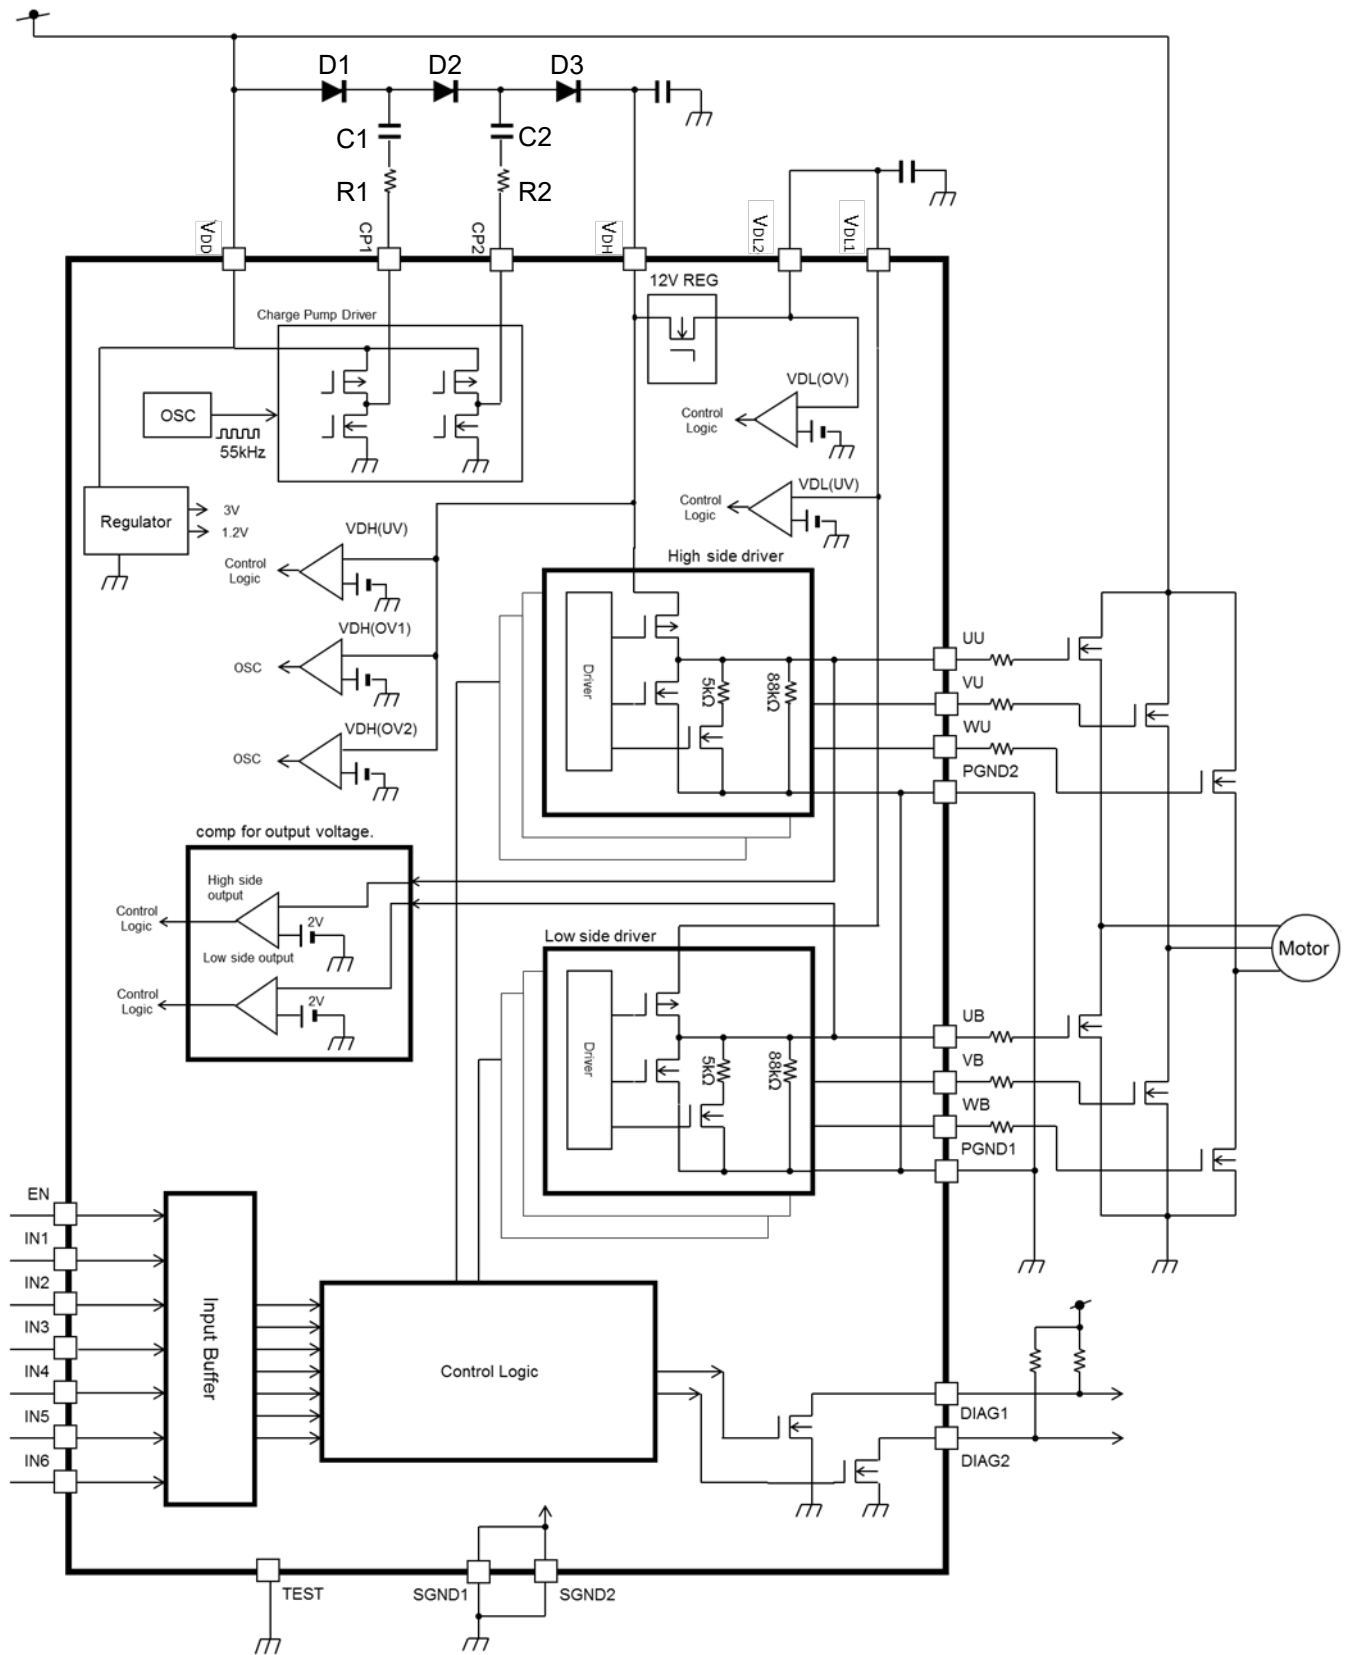 D1
D2
D3
C1
C2
R1
R2
VDD
CP1
CP2
VDH
VDL2
VDL1
12V REG
Charge Pump Driver
VDL(OV)
OSC
Control
Logic
55kHz
VDL(UV)
Control
Logic
Regulator
3V
1.2V
VDH(UV)
Control
Logic
High side driver
VDH(OV1)
OSC
UU
Driver
5kΩ
88kΩ
VU
VDH(OV2)
OSC
WU
PGND2
comp for output voltage.
High side
output
Control
Logic
2V
Low side output
Control
Logic
2V
Low side driver
Motor
Driver
5kΩ
88kΩ
UB
VB
WB
PGND1
EN
IN1
IN2
IN3
IN4
IN5
IN6
Input Buffer
Control Logic
DIAG1
DIAG2
TEST
SGND1
SGND2